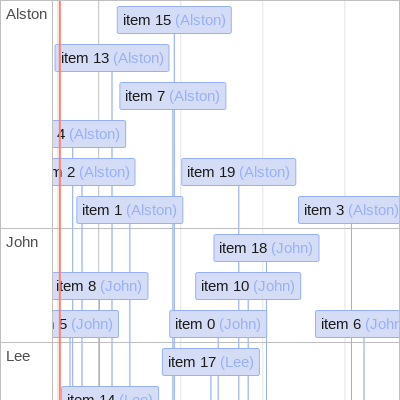 Alston
item 15 (Alston)
item 13 (Alston)
item 7 (Alston)
4 (Alston)
m 2 (Alston)
item 19 (Alston)
item 1 (Alston)
item 3 (Alston)
John
item 18 (John)
item 8 (John)
item 10 (John)
5 (John)
item 0 (John)
item 6 (John
Lee
item 17 (Lee)
item 14 (Lee)